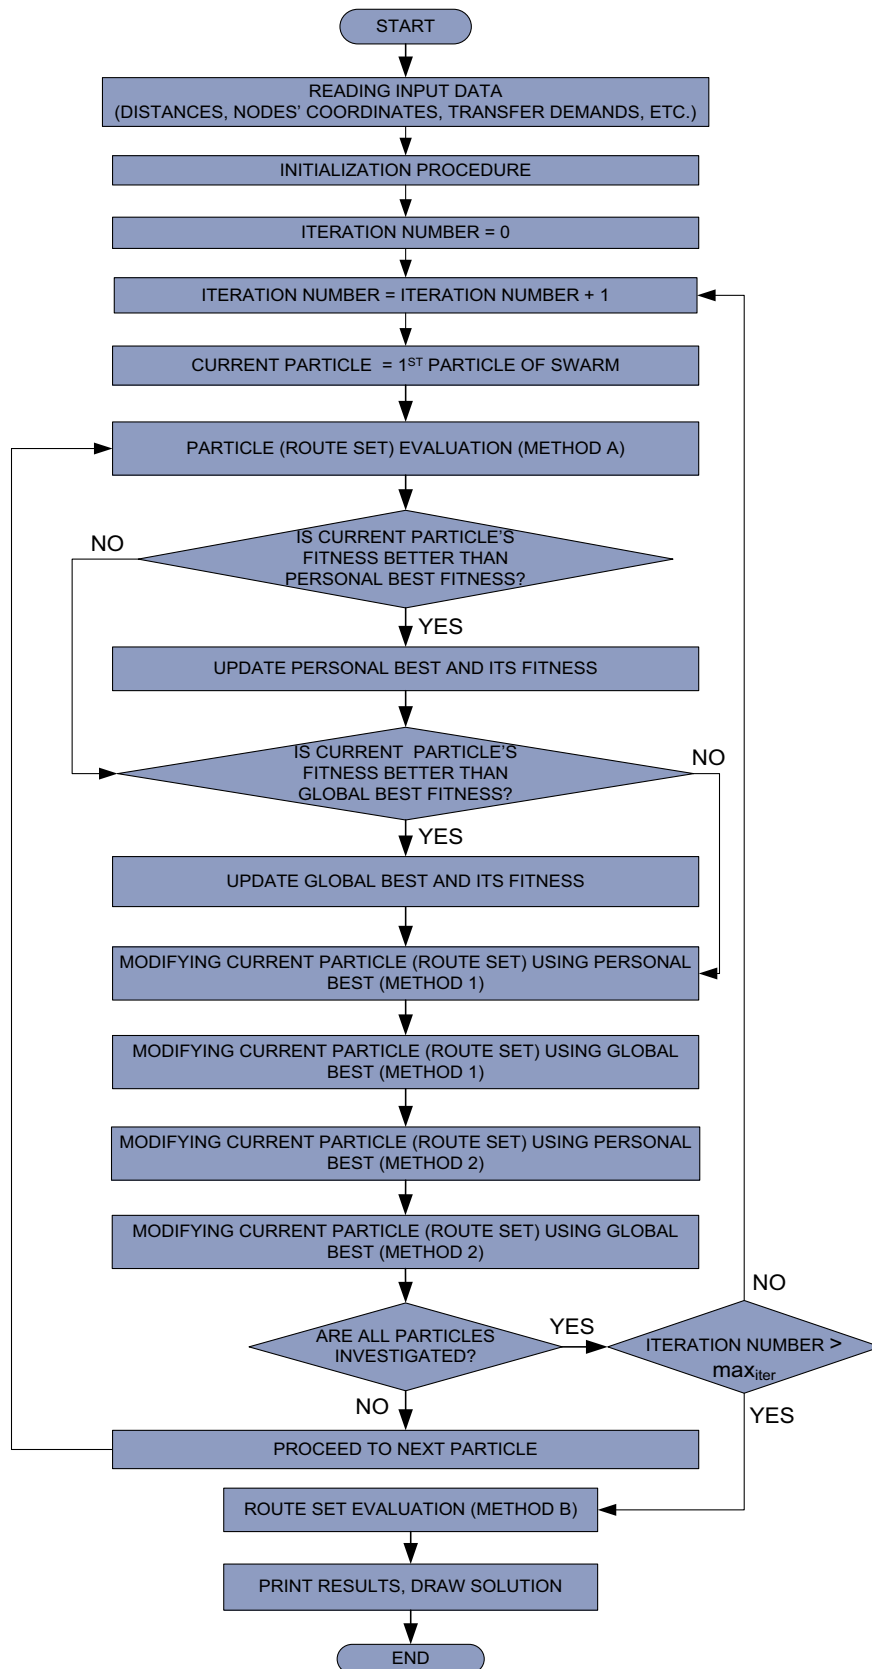 START
READING INPUT DATA
(DISTANCES, NODES' COORDINATES, TRANSFER DEMANDS, ETC.)
INITIALIZATION PROCEDURE
ITERATION NUMBER = 0
ITERATION NUMBER = ITERATION NUMBER + 1
CURRENT PARTICLE = 1ST PARTICLE OF SWARM
PARTICLE (ROUTE SET) EVALUATION (METHOD A)
IS CURRENT PARTICLE'S
FITNESS BETTER THAN
PERSONAL BEST FITNESS?
NO
YES
UPDATE PERSONAL BEST AND ITS FITNESS
IS CURRENT PARTICLE'S
FITNESS BETTER THAN
GLOBAL BEST FITNESS?
NO
YES
UPDATE GLOBAL BEST AND ITS FITNESS
MODIFYING CURRENT PARTICLE (ROUTE SET) USING PERSONAL
BEST (METHOD 1)
MODIFYING CURRENT PARTICLE (ROUTE SET) USING GLOBAL
BEST (METHOD 1)
MODIFYING CURRENT PARTICLE (ROUTE SET) USING PERSONAL
BEST (METHOD 2)
MODIFYING CURRENT PARTICLE (ROUTE SET) USING GLOBAL
BEST (METHOD 2)
ARE ALL PARTICLES
INVESTIGATED?
YES
NO
ITERATION NUMBER >
maxiter
NO
YES
PROCEED TO NEXT PARTICLE
ROUTE SET EVALUATION (METHOD B)
PRINT RESULTS, DRAW SOLUTION
END